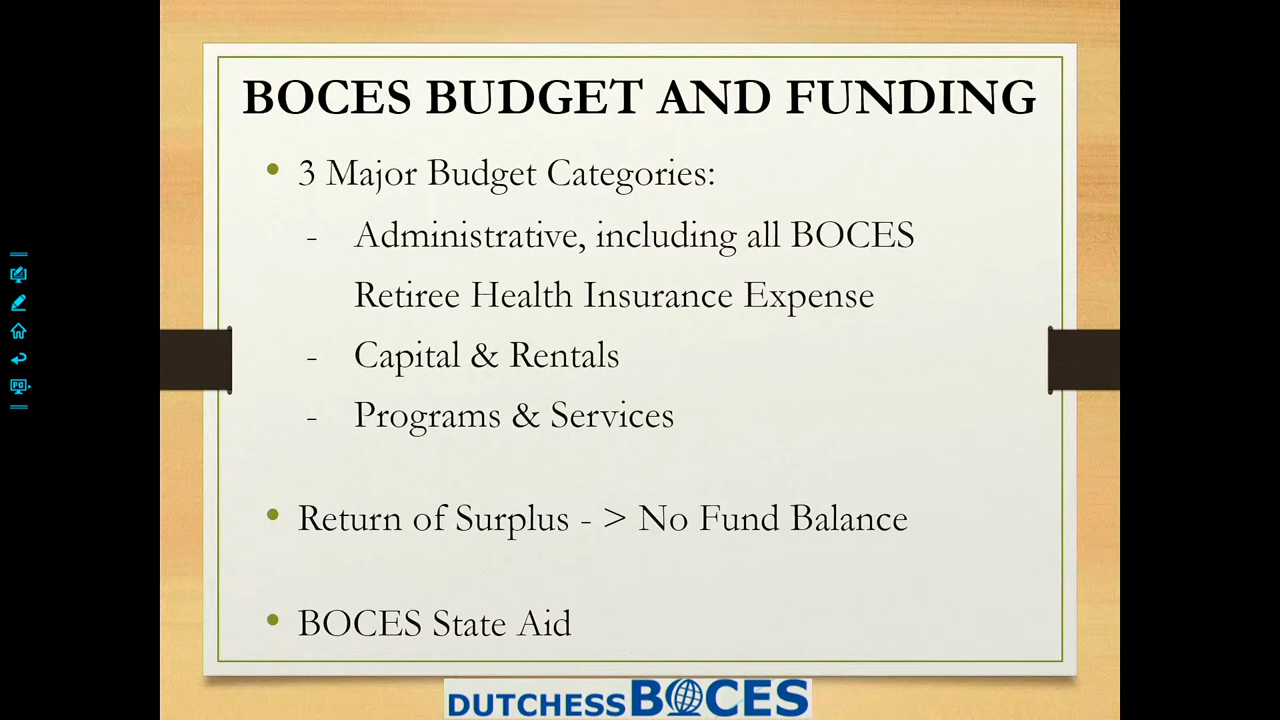 BOCES BUDGET AND FUNDING
• 3 Major Budget Categories:
- Administrative, including all BOCES
Retiree Health Insurance Expense
- Capital & Rentals
- Programs & Services
• Return of Surplus - > No Fund Balance
• BOCES State Aid
DUTCHESS BOCES